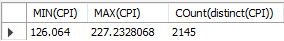 MIN(CPI) MAX(CPI) COunt(distinct(CPI))
126.064 227.2328068 2145